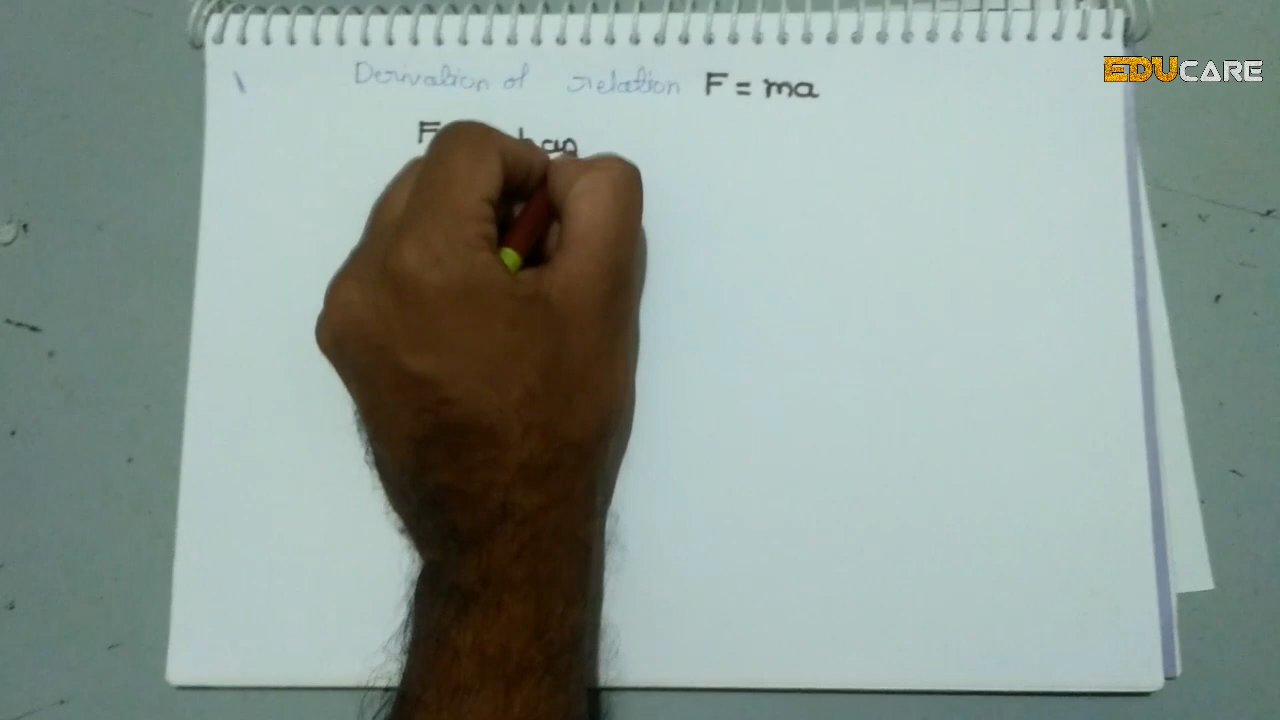 EDUCARE
Derivation of relation F = ma
F